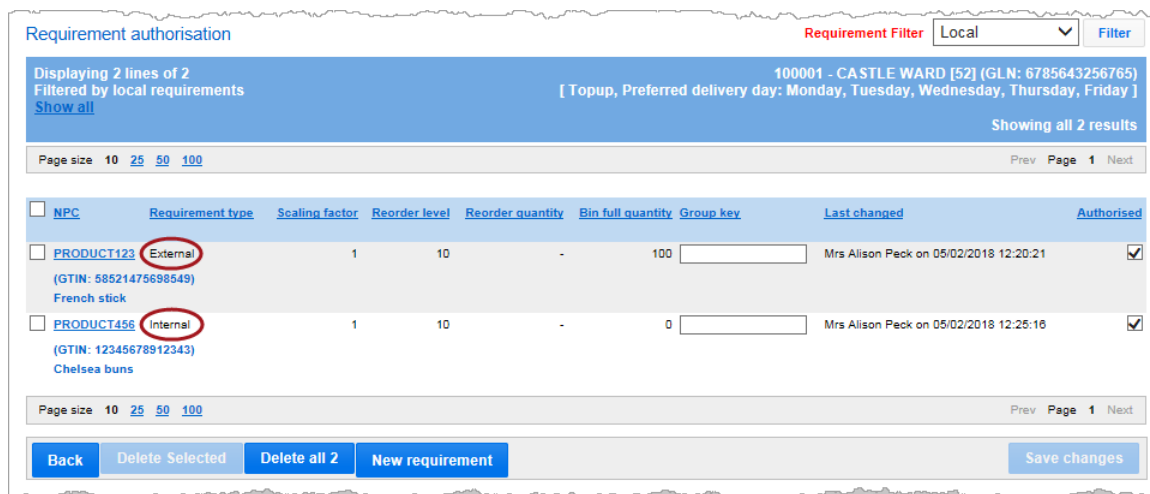 Requirement authorisation
Requirement Filter Local Filter
Displaying 2 lines of 2
100001 - CASTLE WARD [52] (GLN: 6785643256765)
Filtered by local requirements
[ Topup, Preferred delivery day: Monday, Tuesday, Wednesday, Thursday, Friday ]
Show all
Showing all 2 results
Page size 10 25 50 100
Prev Page 1 Next
NPC Requirement type Scaling factor Reorder level Reorder quantity Bin full quantity Group key Last changed Authorised
PRODUCT123 External 1 10 - 100 Mrs Alison Peck on 05/02/2018 12:20:21
(GTIN: 58521475698549)
French stick
PRODUCT456 Internal 1 10 - 0 Mrs Alison Peck on 05/02/2018 12:25:16
(GTIN: 12345678912343)
Chelsea buns
Page size 10 25 50 100
Prev Page 1 Next
Back Delete Selected Delete all 2 New requirement Save changes